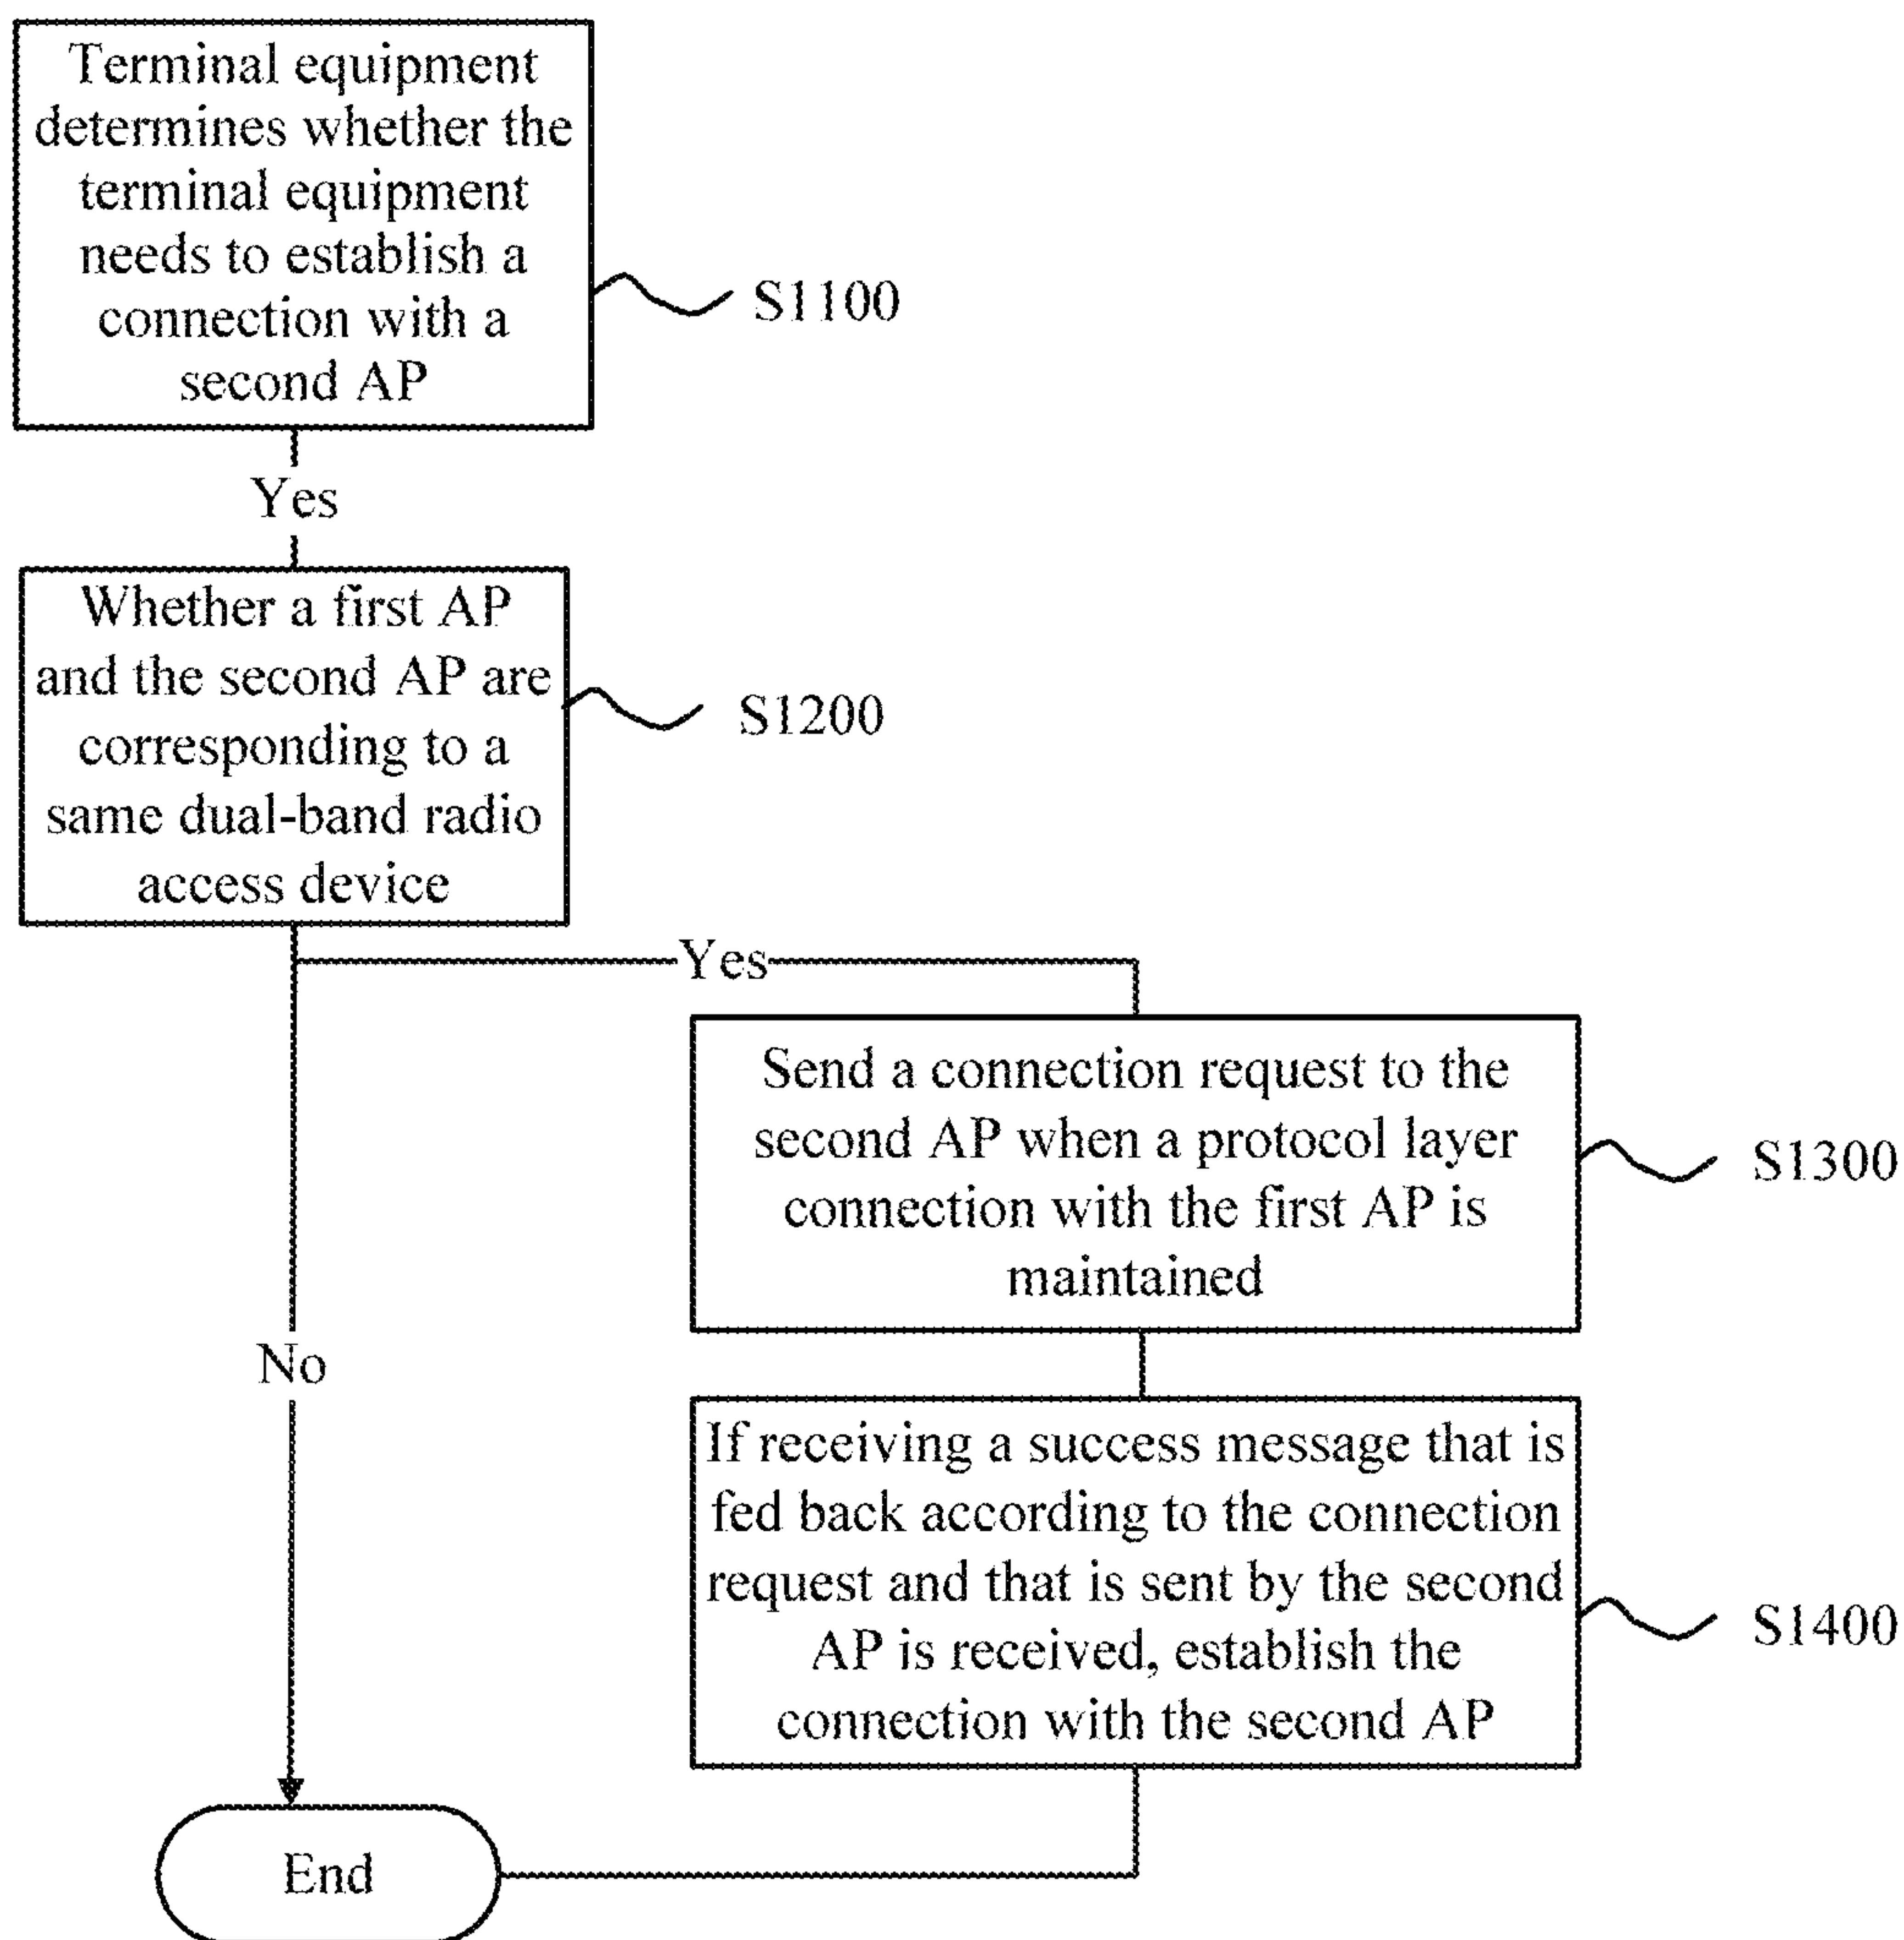 Terminal equipment
determines whether the
terminal equipment
needs to establish a
connection with a
second AP
S1100
Yes
Whether a first AP
and the second AP are
corresponding to a
same dual-band radio
access device
S1200
Yes
Send a connection request to the
second AP when a protocol layer
connection with the first AP is
maintained
S1300
No
If receiving a success message that is
fed back according to the connection
request and that is sent by the second
AP is received, establish the
connection with the second AP
S1400
End